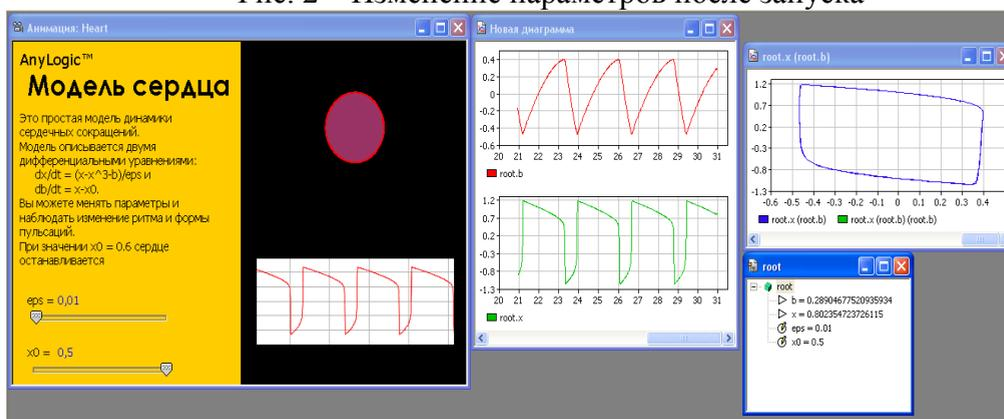 Рис. 2 – Изменение параметров после запуска
Анимация: Heart
AnyLogic™
Модель сердца
Это простая модель динамики
сердечных сокращений.
Модель описывается двумя
дифференциальными уравнениями:
dx/dt = (x-x^3-b)/eps и
db/dt = x-x0.
Вы можете менять параметры и
наблюдать изменение ритма и формы
пульсаций.
При значении x0 = 0.6 сердце
останавливается
eps = 0,01
x0 = 0,5
Новая диаграмма
0.4
0.2
0
-0.2
-0.4
-0.6
20 21 22 23 24 25 26 27 28 29 30 31
root.b
1.2
0.7
0.2
-0.3
-0.8
-1.3
20 21 22 23 24 25 26 27 28 29 30 31
root.x
root.x (root.b)
1.2
0.7
0.2
-0.3
-0.8
-1.3
-0.6 -0.5 -0.4 -0.3 -0.2 -0.1 0 0.1 0.2 0.3 0.4
root.x (root.b) root.x (root.b) (root.b)
root
root
b = 0.28904677520935934
x = 0.802354723726115
eps = 0.01
x0 = 0.5